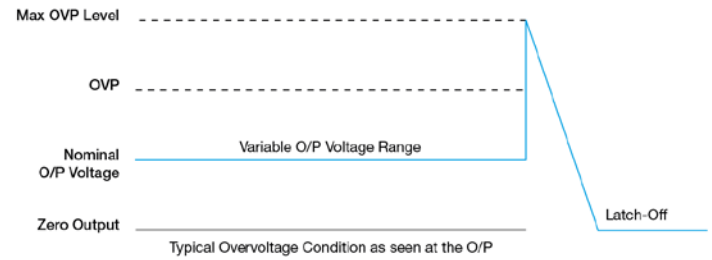 Max OVP Level
OVP
Variable O/P Voltage Range
Nominal
O/P Voltage
Zero Output
Latch-Off
Typical Overvoltage Condition as seen at the O/P